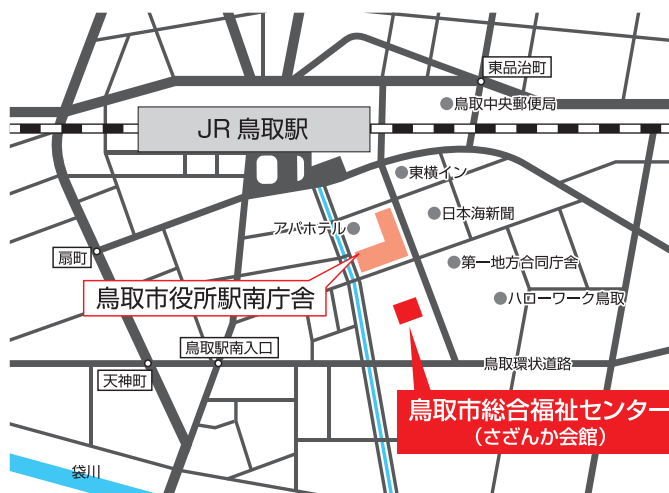 東品治町
鳥取中央郵便局
JR 鳥取駅
東横イン
日本海新聞
アパホテル
扇町
第一地方合同庁舎
鳥取市役所駅南庁舎
ハローワーク鳥取
鳥取駅南入口
鳥取環状道路
天神町
鳥取市総合福祉センター
（さざんか会館）
袋川